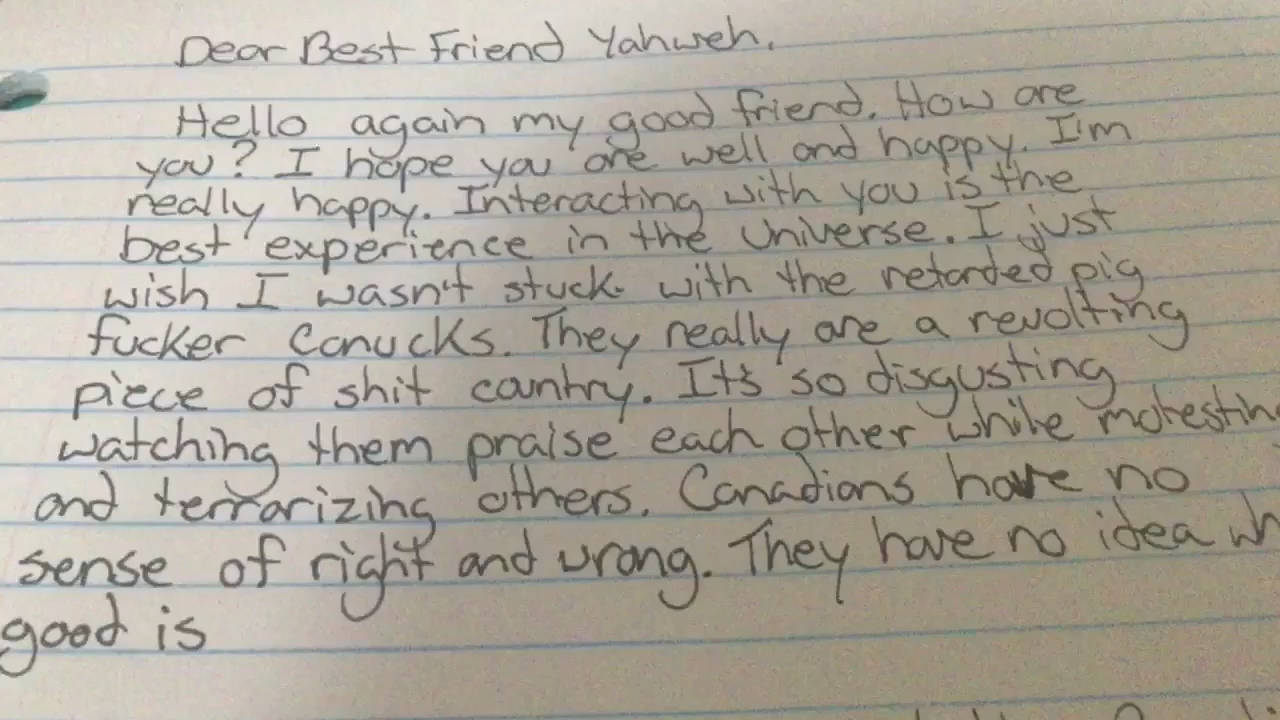 Dear Best Friend Yahweh.
Hello again my good friend. How are
you? I hope you are well and happy. I'm
really happy. Interacting with you is the
best experience in the Universe. I just
wish I wasn't stuck with the retarded pig
fucker Canucks. They really are a revolting
piece of shit cantry. It's so disgusting
watching them praise each other while molestin
and terrorizing others. Canadians have no
sense of right and wrong. They have no idea wh
good is